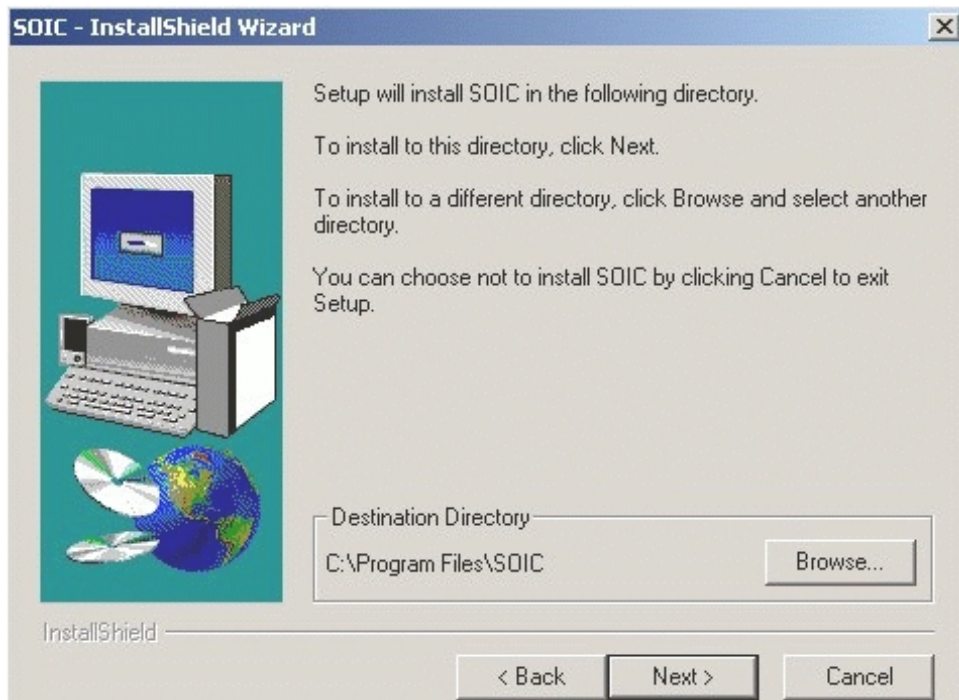 SOIC - InstallShield Wizard
Setup will install SOIC in the following directory.
To install to this directory, click Next.
To install to a different directory, click Browse and select another
directory.
You can choose not to install SOIC by clicking Cancel to exit
Setup.
Destination Directory
C:\Program Files\SOIC
Browse...
InstallShield
< Back
Next >
Cancel